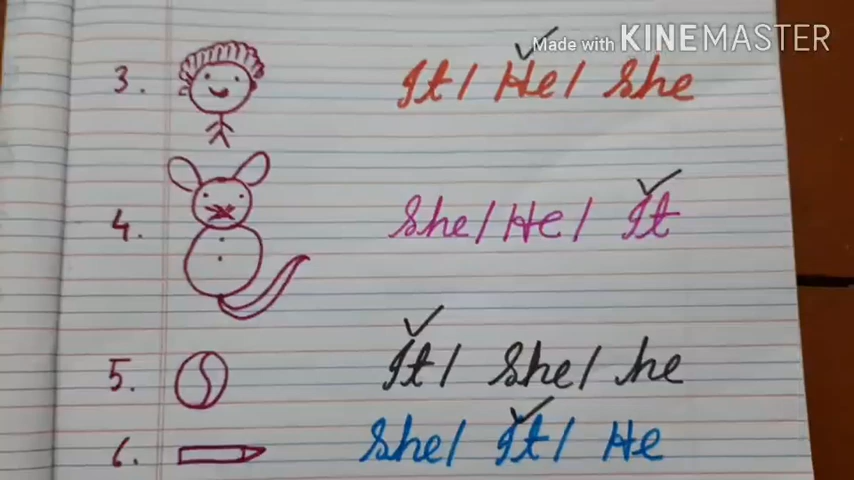 Made with KINEMASTER
3. It / He / She
4. She / He / It
5. It / She / he
6. She / It / He